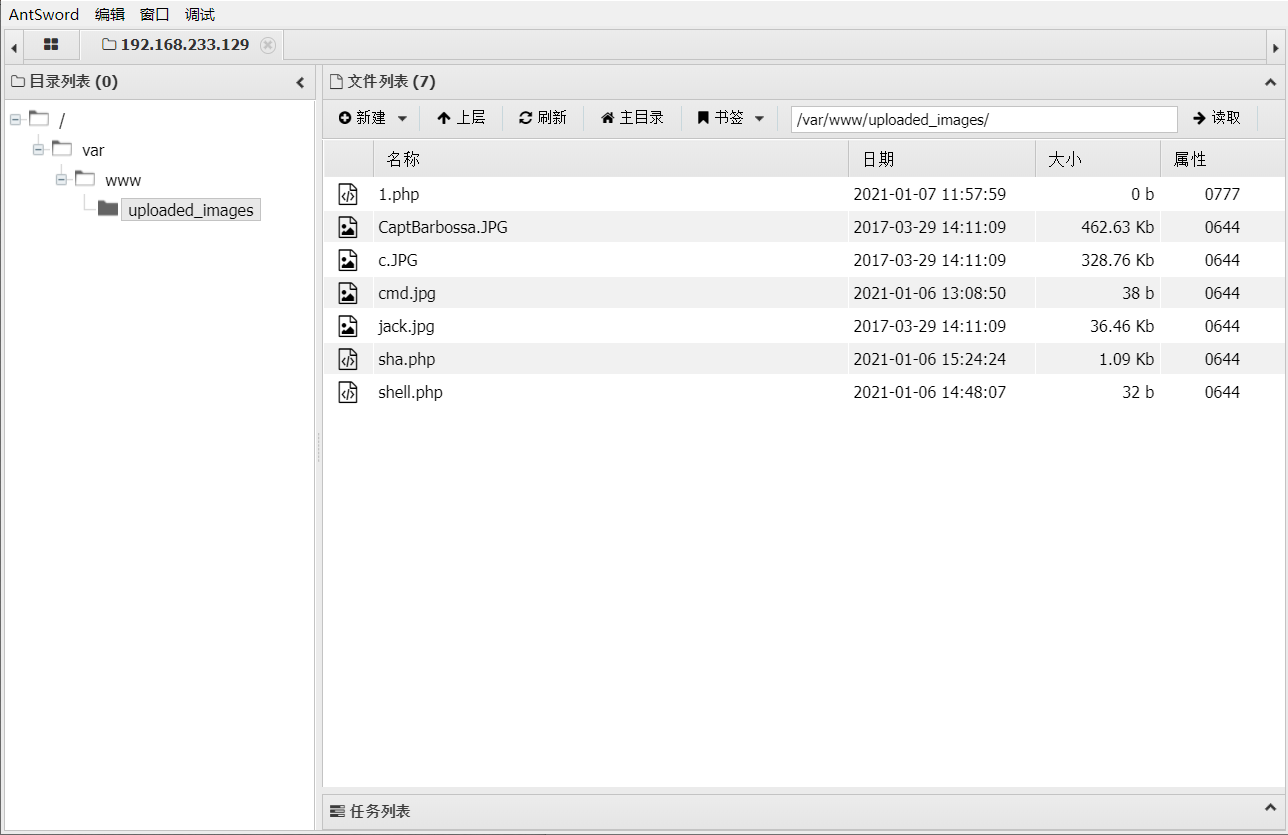 AntSword 编辑 窗口 调试
192.168.233.129
目录列表 (0)
/
var
www
uploaded_images
文件列表 (7)
新建 上层 刷新 主目录 书签 /var/www/uploaded_images/ 读取
名称 日期 大小 属性
1.php 2021-01-07 11:57:59 0 b 0777
CaptBarbossa.JPG 2017-03-29 14:11:09 462.63 Kb 0644
c.JPG 2017-03-29 14:11:09 328.76 Kb 0644
cmd.jpg 2021-01-06 13:08:50 38 b 0644
jack.jpg 2017-03-29 14:11:09 36.46 Kb 0644
sha.php 2021-01-06 15:24:24 1.09 Kb 0644
shell.php 2021-01-06 14:48:07 32 b 0644
任务列表